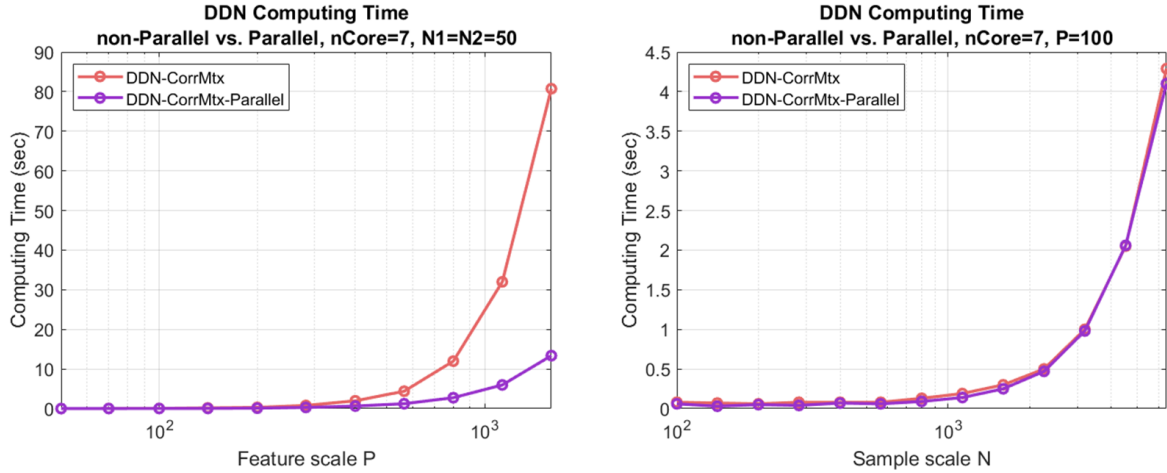 DDN Computing Time
non-Parallel vs. Parallel, nCore=7, N1=N2=50
90
80
70
60
50
40
30
20
10
0
Computing Time (sec)
DDN-CorrMtx
DDN-CorrMtx-Parallel
10²
10³
Feature scale P
DDN Computing Time
non-Parallel vs. Parallel, nCore=7, P=100
4.5
4
3.5
3
2.5
2
1.5
1
0.5
0
Computing Time (sec)
DDN-CorrMtx
DDN-CorrMtx-Parallel
10²
10³
Sample scale N